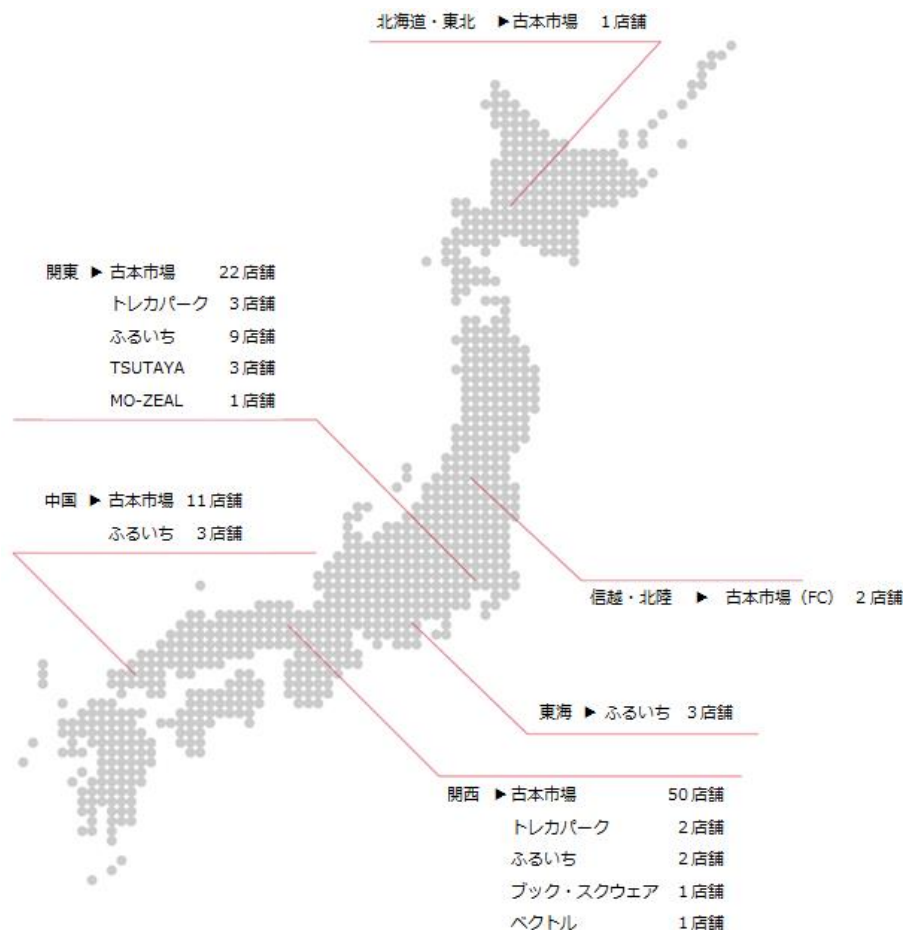 北海道・東北 ▶古本市場 1店舗
関東 ▶ 古本市場 22店舗
トレカパーク 3店舗
ふるいち 9店舗
TSUTAYA 3店舗
MO-ZEAL 1店舗
中国 ▶ 古本市場 11店舗
ふるいち 3店舗
信越・北陸 ▶ 古本市場(FC) 2店舗
東海 ▶ ふるいち 3店舗
関西 ▶古本市場 50店舗
トレカパーク 2店舗
ふるいち 2店舗
ブック・スクウェア 1店舗
ベクトル 1店舗